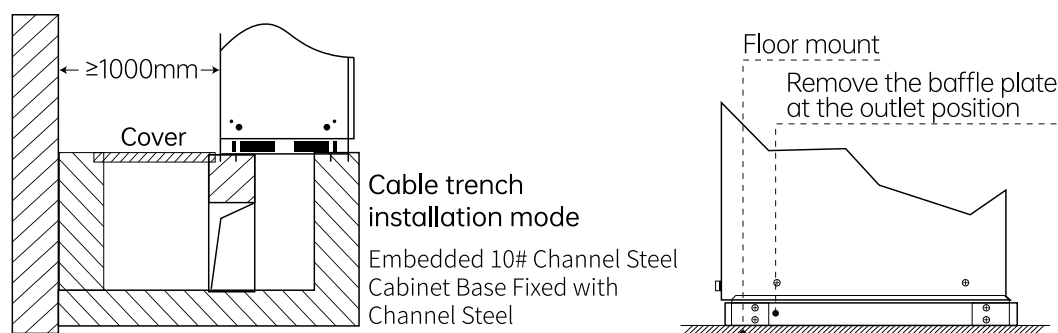 ≥1000mm
Cover
Cable trench
installation mode
Embedded 10# Channel Steel
Cabinet Base Fixed with
Channel Steel
Floor mount
Remove the baffle plate
at the outlet position